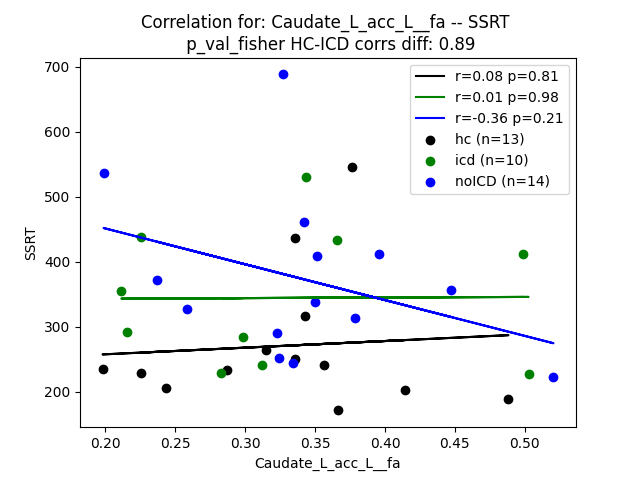 Correlation for: Caudate_L_acc_L__fa -- SSRT
p_val_fisher HC-ICD corrs diff: 0.89
r=0.08 p=0.81
r=0.01 p=0.98
r=-0.36 p=0.21
hc (n=13)
icd (n=10)
noICD (n=14)
SSRT
700
600
500
400
300
200
0.20 0.25 0.30 0.35 0.40 0.45 0.50
Caudate_L_acc_L__fa